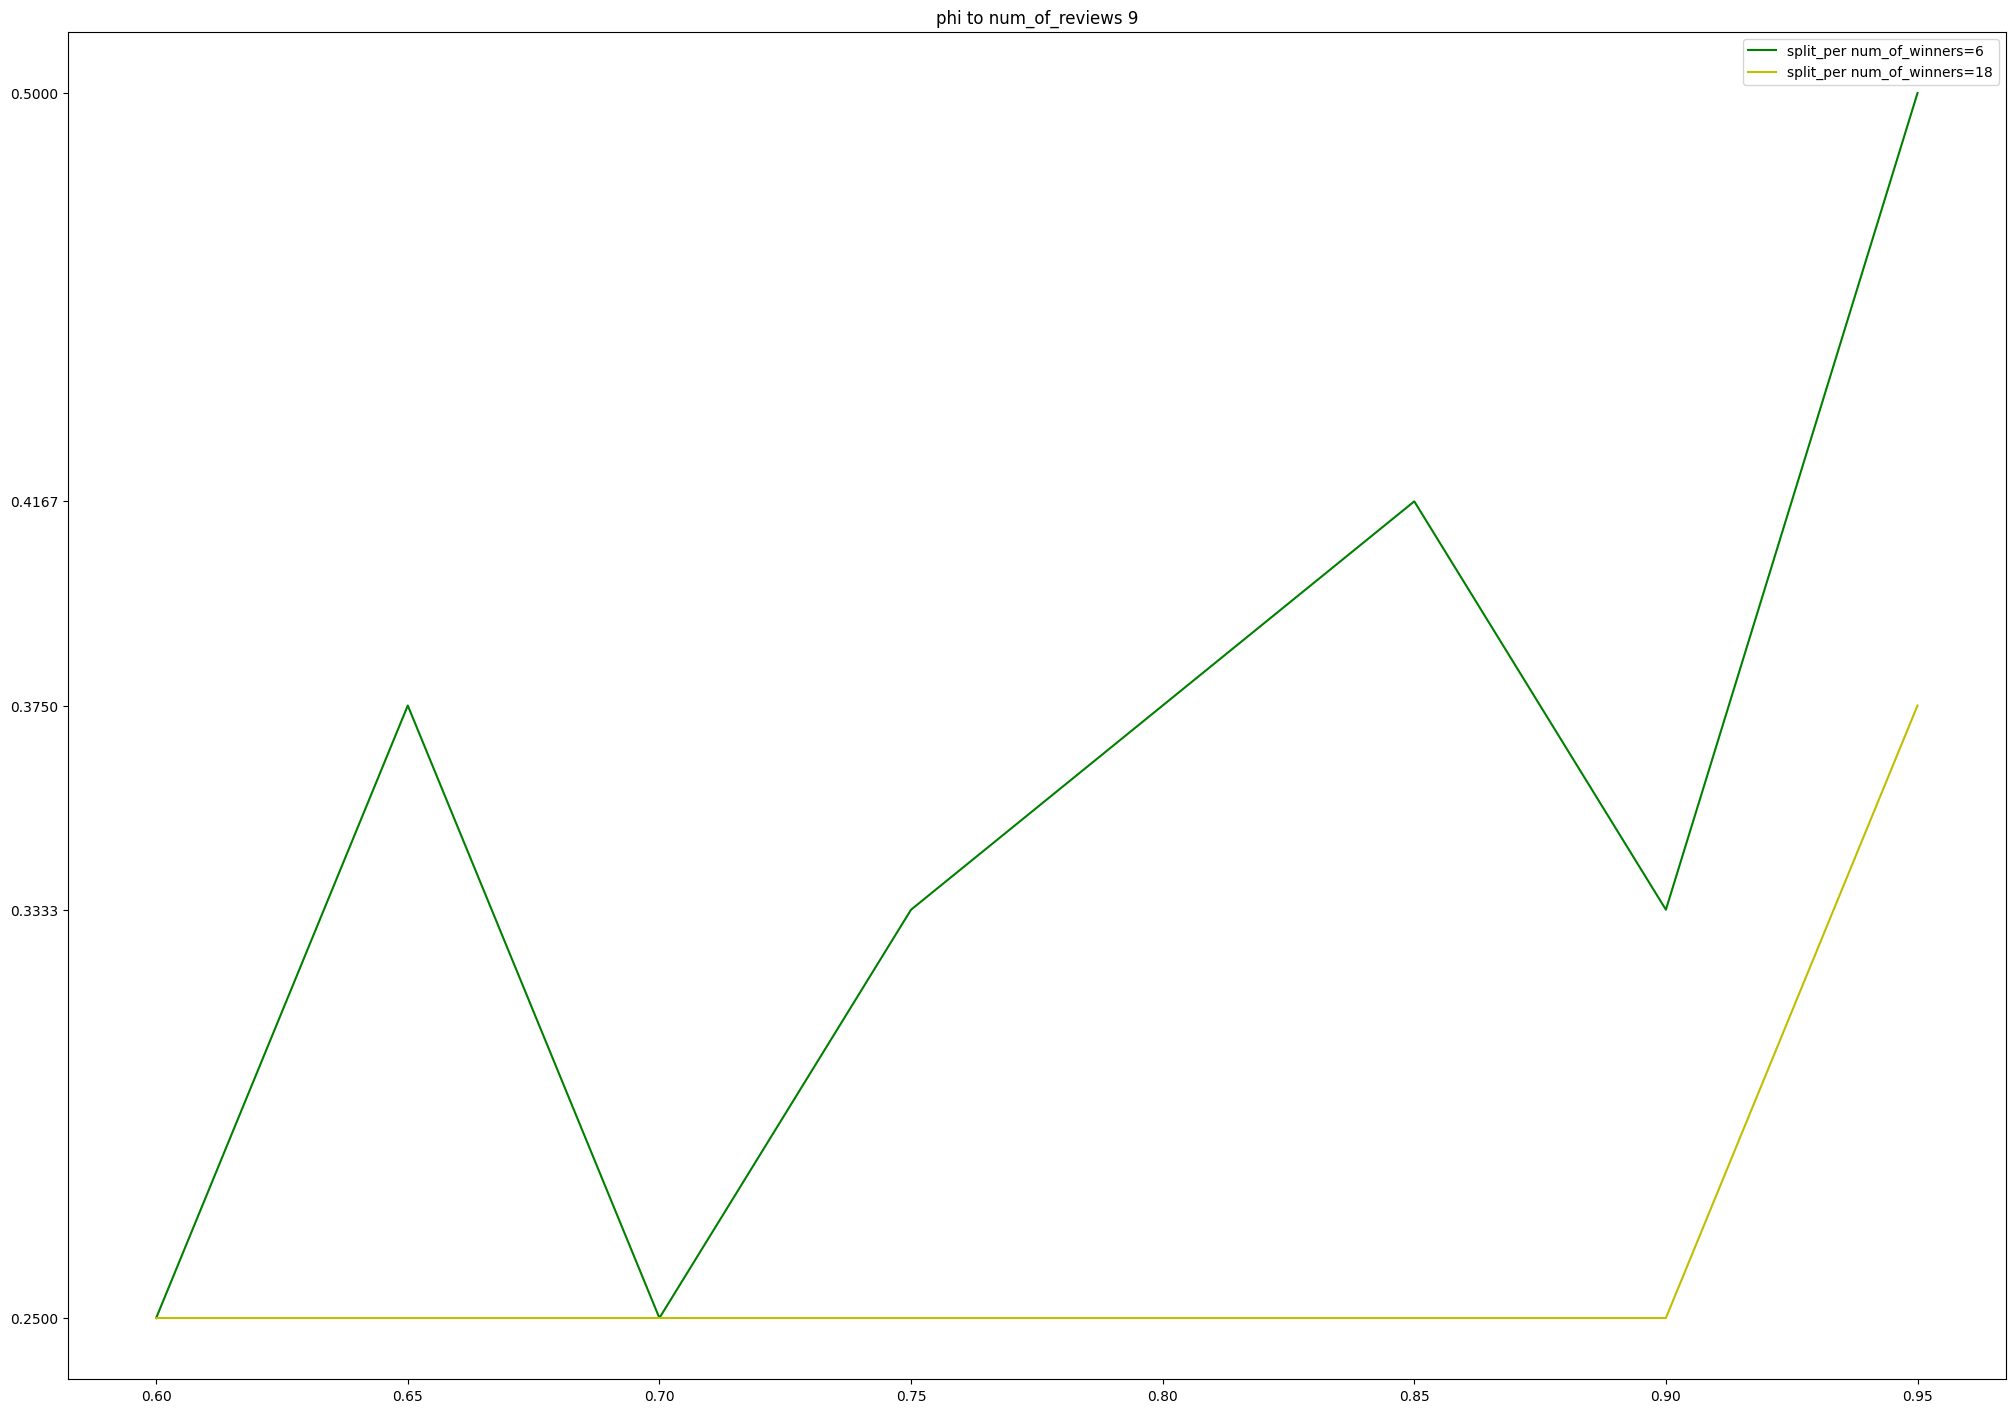 phi to num_of_reviews 9
split_per num_of_winners=6
split_per num_of_winners=18
0.5000
0.4167
0.3750
0.3333
0.2500
0.60 0.65 0.70 0.75 0.80 0.85 0.90 0.95